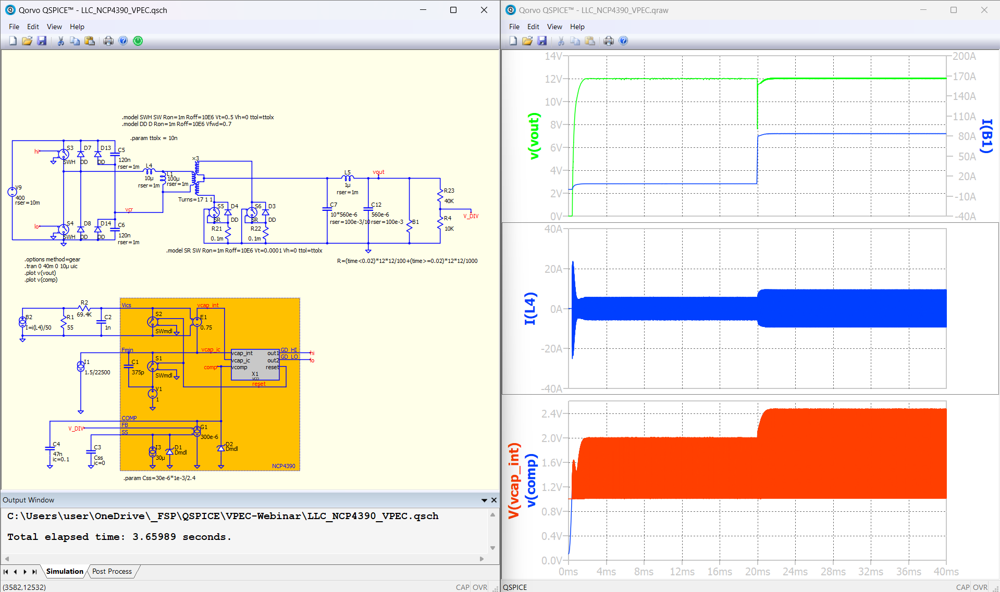 Qorvo QSPICE™ - LLC_NCP4390_VPEC.qsch
File Edit View Help
.model SWH SW Ron=1m Roff=10E6 Vt=0.5 Vh=0 ttol=ttolx
.model DD D Ron=1m Roff=10E6 Vfwd=0.7
.param ttolx = 10n
hi
S3
SWH
D7
DD
D13
DD
C5
120n
rser=1m
V9
400
rser=10m
lo
S4
SWH
D8
DD
D14
DD
C6
120n
rser=1m
vcr
L4
10µ
rser=1m
L1
100µ
rser=1m
×3
Turns=17 1 1
S5
SR
D4
DD
R21
0.1m
S6
SR
D3
DD
R22
0.1m
.model SR SW Ron=1m Roff=10E6 Vt=0.0001 Vh=0 ttol=ttolx
L5
1µ
rser=1m
vout
C7
10*560e-6
rser=100e-3/10
C12
560e-6
rser=100e-3
B1
R23
40K
V_DIV
R4
10K
R=(time<0.02)*12*12/100+(time>=0.02)*12*12/1000
.options method=gear
.tran 0 40m 0 10µ uic
.plot v(vout)
.plot v(comp)
B2
I=i(L4)/50
R1
55
R2
69.4K
C2
1n
Vics
S2
SWmdl
vcap_int
E1
0.75
Fmin
vcap_ic
C1
375p
S1
SWmdl
V1
1
I1
1.5/22500
vcap_int out1
vcap_ic out2
vcomp reset
X1
vco
GD_HI
GD_LO
hi
lo
comp
reset
COMP
FB
SS
V_DIV
C4
47n
ic=0.1
C3
Css
ic=0
I3
30µ
D1
Dmdl
G1
300e-6
D2
Dmdl
NCP4390
.param Css=30e-6*1e-3/2.4
Output Window
C:\Users\user\OneDrive\_FSP\QSPICE\VPEC-Webinar\LLC_NCP4390_VPEC.qsch
Total elapsed time: 3.65989 seconds.
Simulation Post Process
(3582,12532) CAP OVR
Qorvo QSPICE™ - LLC_NCP4390_VPEC.qraw
File Edit View Help
v(vout)
14V
12V
10V
8V
6V
4V
2V
0V
200A
170A
140A
110A
80A
50A
20A
-10A
-40A
I(B1)
I(L4)
40A
20A
0A
-20A
-40A
V(vcap_int)
v(comp)
2.4V
2.0V
1.6V
1.2V
0.8V
0.4V
0.0V
0ms 4ms 8ms 12ms 16ms 20ms 24ms 28ms 32ms 36ms 40ms
QSPICE CAP OVR